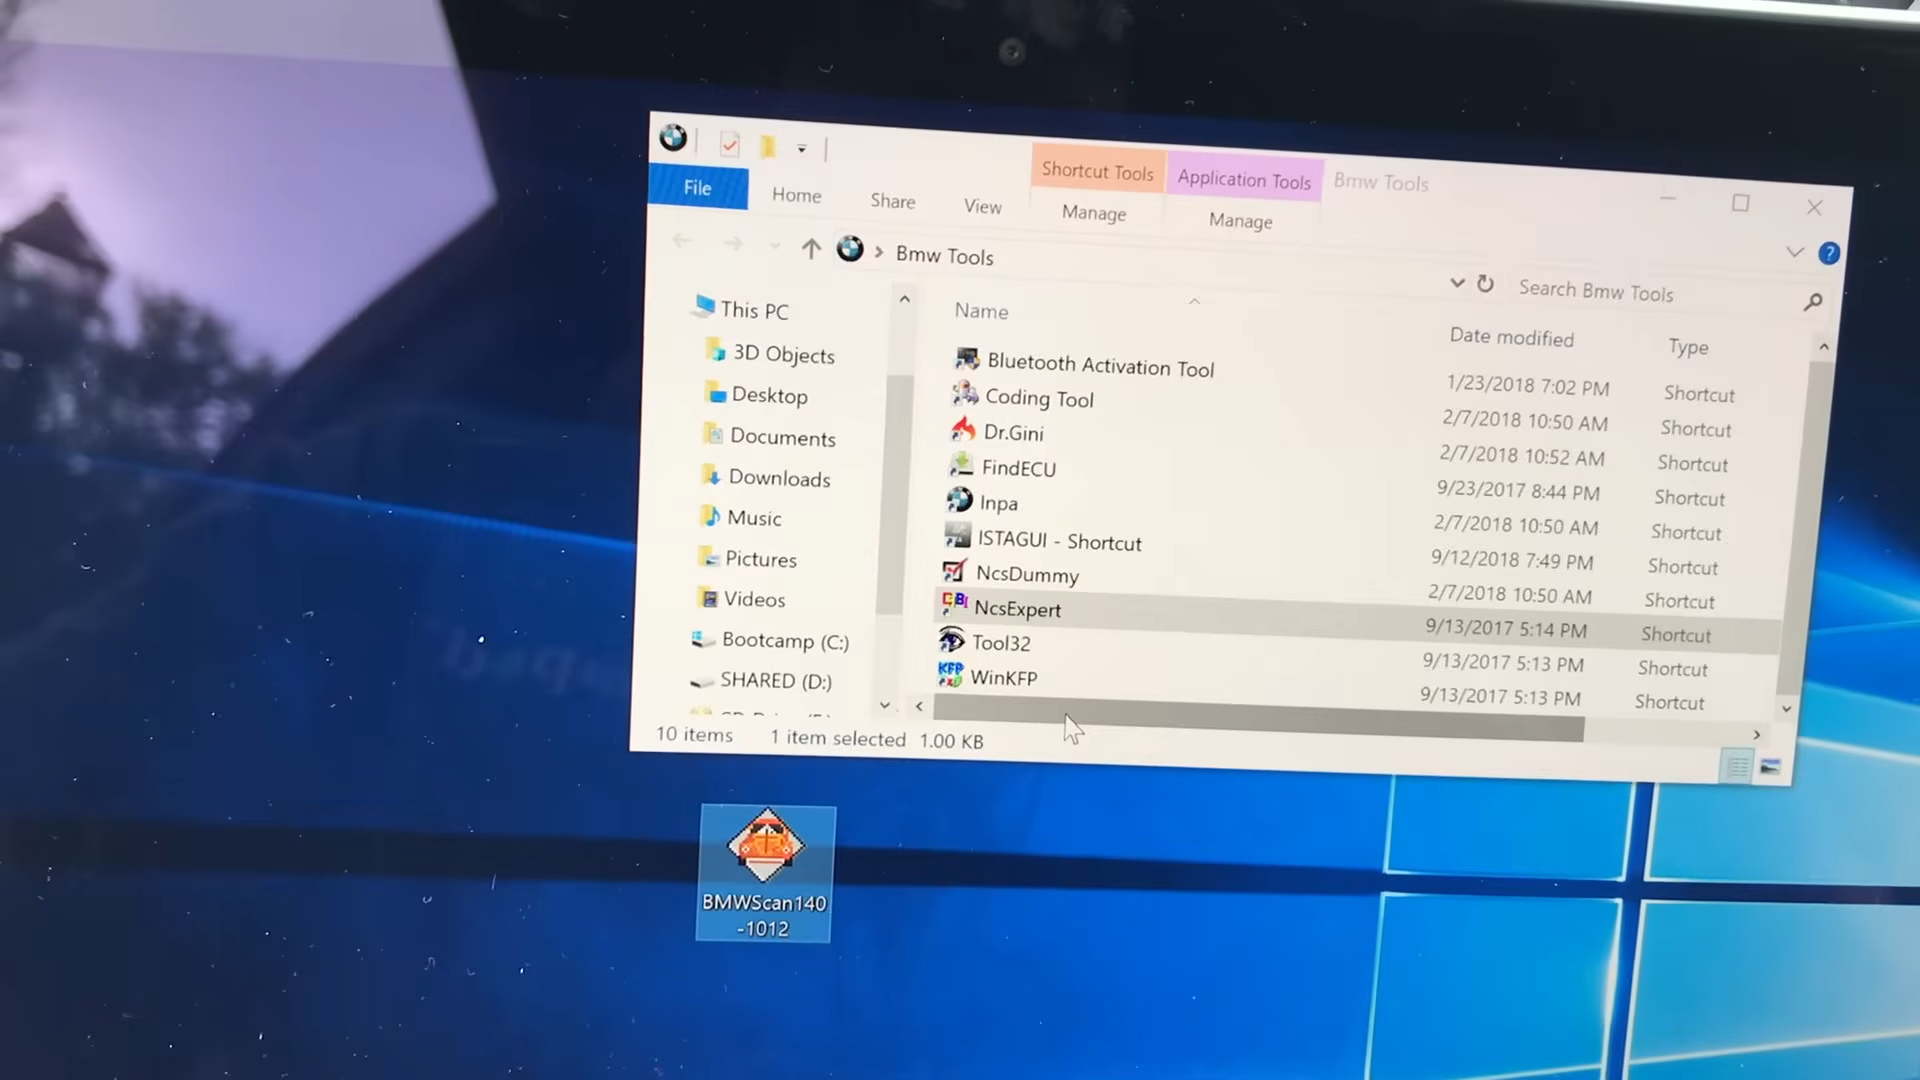 Shortcut Tools
Application Tools
Bmw Tools
File
Home
Share
View
Manage
Manage
Bmw Tools
Search Bmw Tools
This PC
3D Objects
Desktop
Documents
Downloads
Music
Pictures
Videos
Bootcamp (C:)
SHARED (D:)
Name Date modified Type
Bluetooth Activation Tool 1/23/2018 7:02 PM Shortcut
Coding Tool 2/7/2018 10:50 AM Shortcut
Dr.Gini 2/7/2018 10:52 AM Shortcut
FindECU 9/23/2017 8:44 PM Shortcut
Inpa 2/7/2018 10:50 AM Shortcut
ISTAGUI - Shortcut 9/12/2018 7:49 PM Shortcut
NcsDummy 2/7/2018 10:50 AM Shortcut
NcsExpert 9/13/2017 5:14 PM Shortcut
Tool32 9/13/2017 5:13 PM Shortcut
WinKFP 9/13/2017 5:13 PM Shortcut
10 items 1 item selected 1.00 KB
BMWScan140
-1012